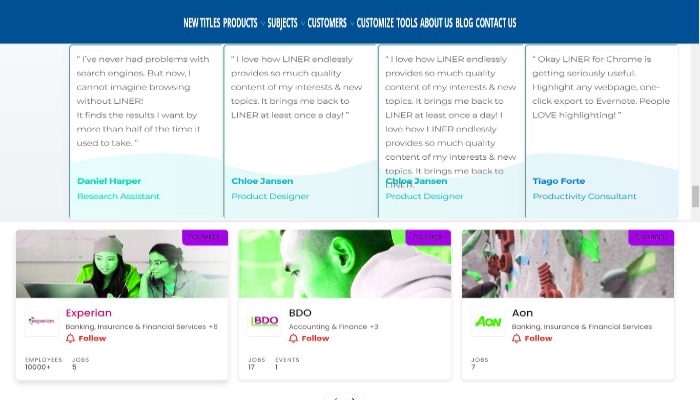 NEW TITLES PRODUCTS SUBJECTS CUSTOMERS CUSTOMIZE TOOLS ABOUT US BLOG CONTACT US
" I've never had problems with
search engines. But now, I
cannot imagine browsing
without LINER!
It finds the results I want by
more than half of the time it
used to take. "
Daniel Harper
Research Assistant
" I love how LINER endlessly
provides so much quality
content of my interests & new
topics. It brings me back to
LINER at least once a day! "
Chloe Jansen
Product Designer
" I love how LINER endlessly
provides so much quality
content of my interests & new
topics. It brings me back to
LINER at least once a day! I
love how LINER endlessly
provides so much quality
content of my interests & new
topics. It brings me back to
LINER.
Chloe Jansen
Product Designer
" Okay LINER for Chrome is
getting seriously useful.
Highlight any webpage, one-
click export to Evernote. People
LOVE highlighting! "
Tiago Forte
Productivity Consultant
experian.
Experian
Banking, Insurance & Financial Services +6
Follow
EMPLOYEES JOBS
10000+ 5
BDO
BDO
Accounting & Finance +3
Follow
JOBS EVENTS
17 1
AON
Aon
Banking, Insurance & Financial Services
Follow
JOBS
7